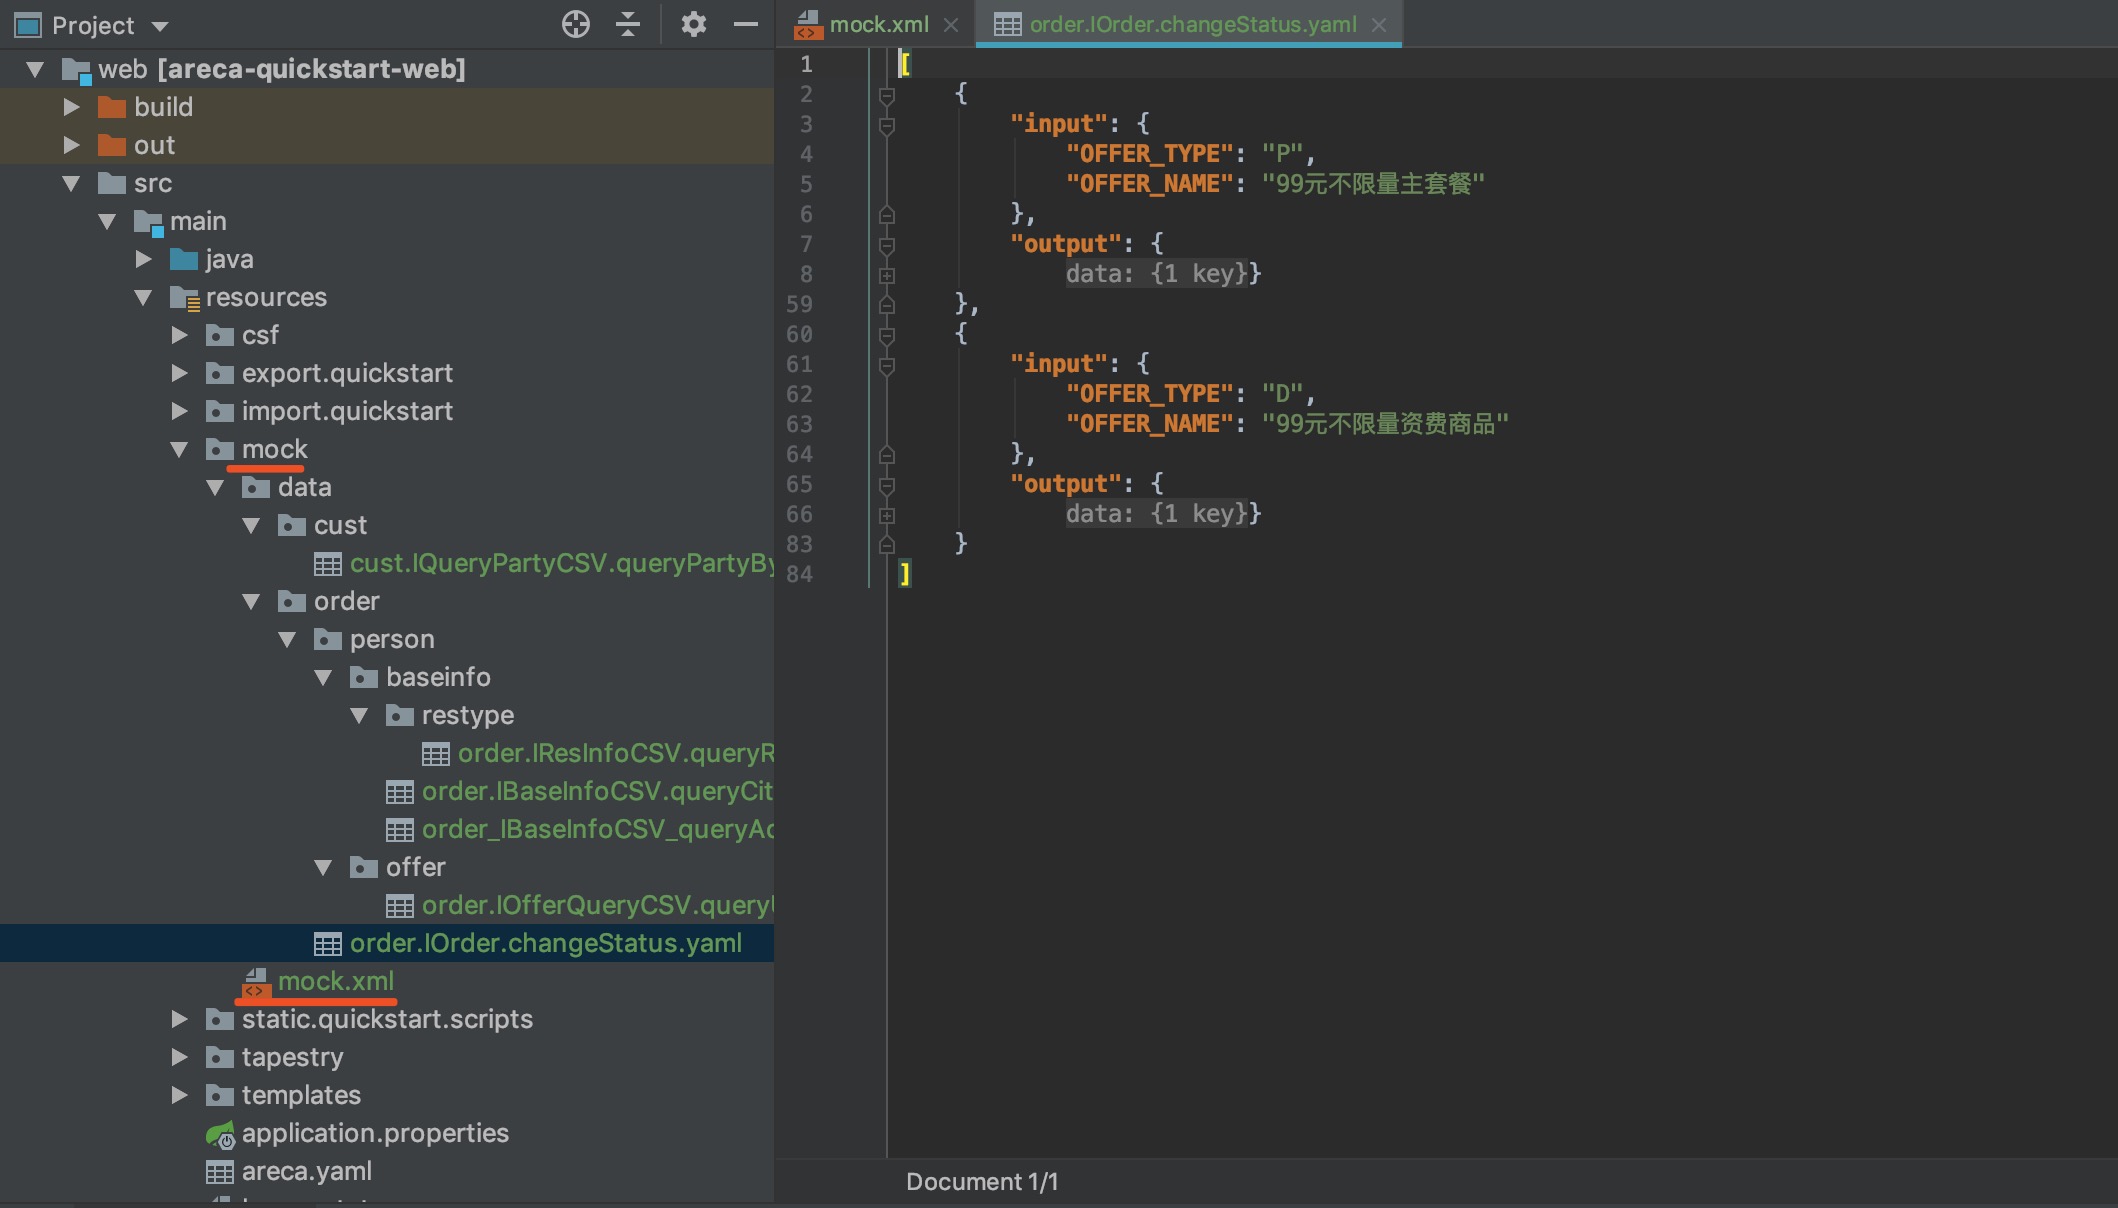 Project
web [areca-quickstart-web]
build
out
src
main
java
resources
csf
export.quickstart
import.quickstart
mock
data
cust
cust.IQueryPartyCSV.queryPartyBy
order
person
baseinfo
restype
order.IResInfoCSV.queryR
order.IBaseInfoCSV.queryCit
order_IBaseInfoCSV_queryAc
offer
order.IOfferQueryCSV.query
order.IOrder.changeStatus.yaml
mock.xml
static.quickstart.scripts
tapestry
templates
application.properties
areca.yaml
mock.xml
order.IOrder.changeStatus.yaml
1 [
2 {
3 "input": {
4 "OFFER_TYPE": "P",
5 "OFFER_NAME": "99元不限量主套餐"
6 },
7 "output": {
8 data: {1 key}}
59 },
60 {
61 "input": {
62 "OFFER_TYPE": "D",
63 "OFFER_NAME": "99元不限量资费商品"
64 },
65 "output": {
66 data: {1 key}}
83 }
84 ]
Document 1/1